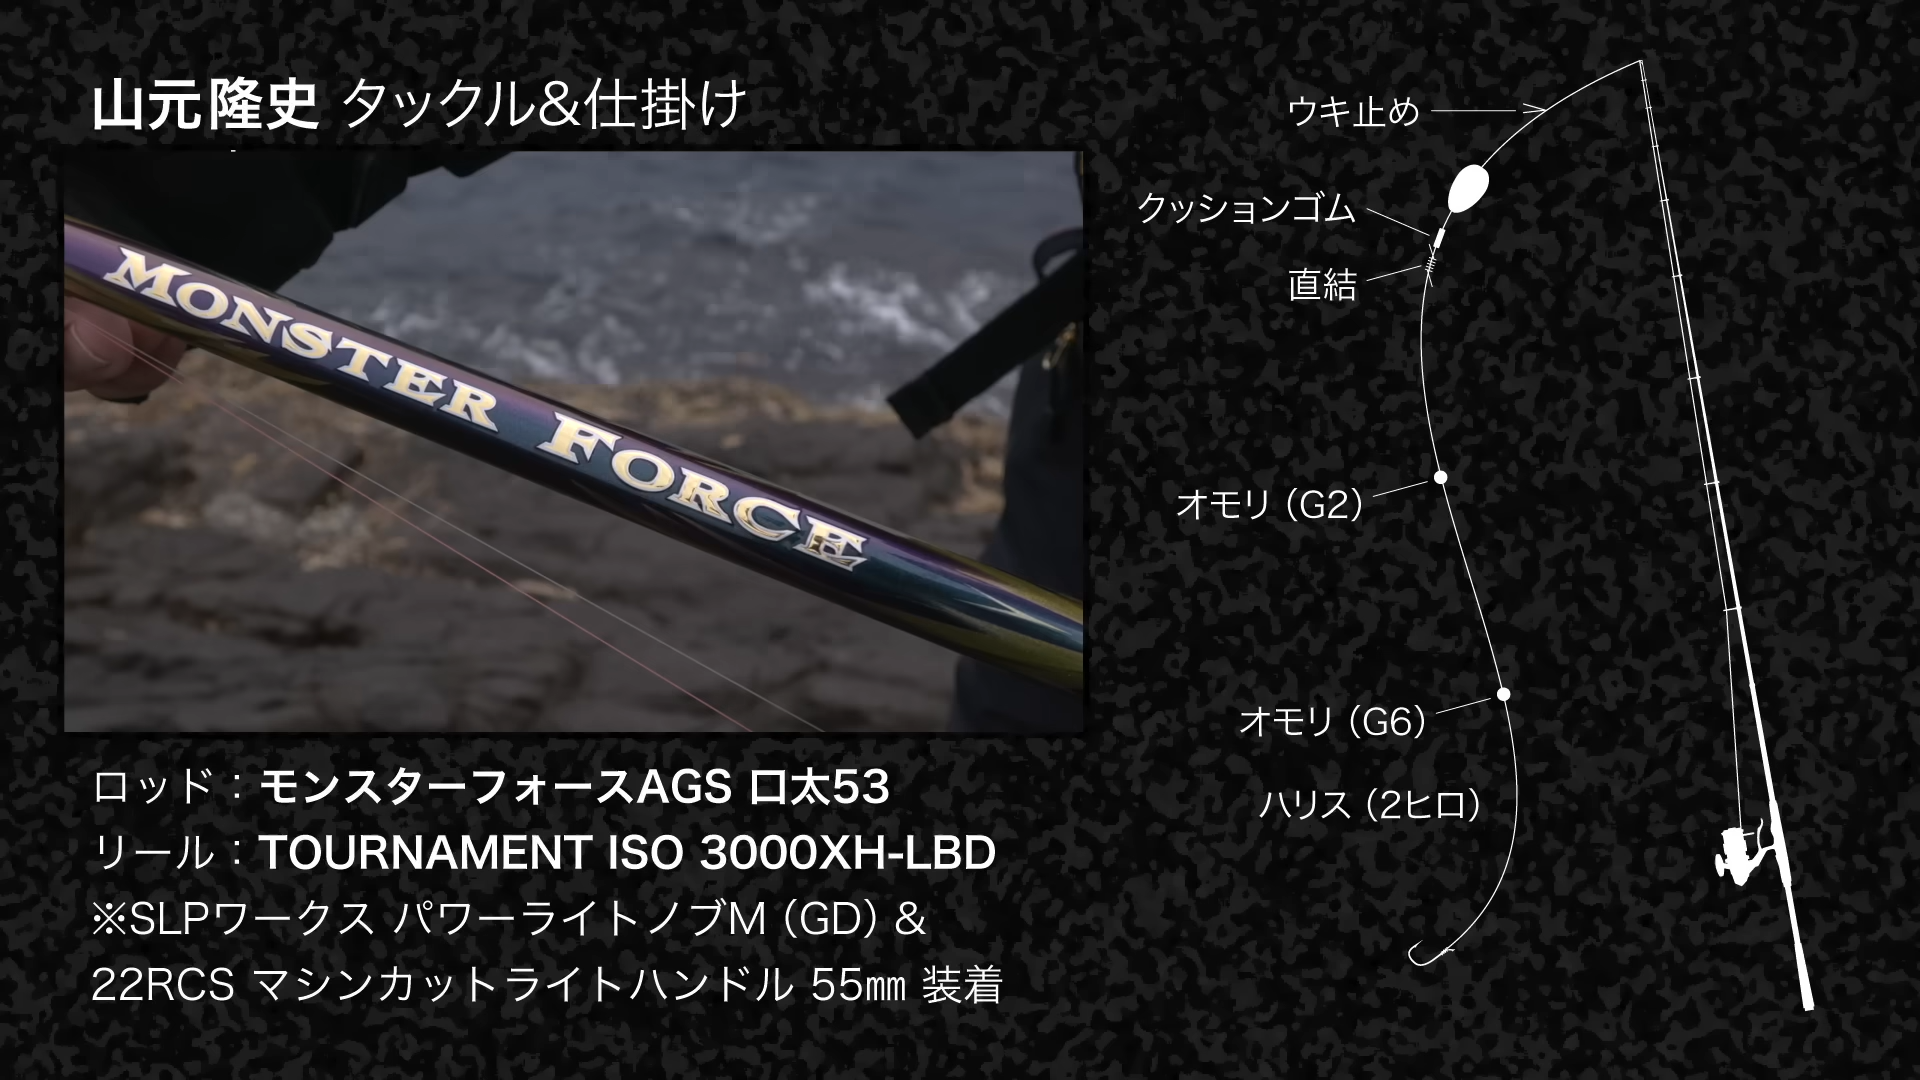 山元隆史 タックル&仕掛け
MONSTER FORCE
ロッド：モンスターフォースAGS 口太53
リール：TOURNAMENT ISO 3000XH-LBD
※SLPワークス パワーライトノブM（GD）&
22RCS マシンカットライトハンドル 55㎜ 装着
ウキ止め
クッションゴム
直結
オモリ（G2）
オモリ（G6）
ハリス（2ヒロ）